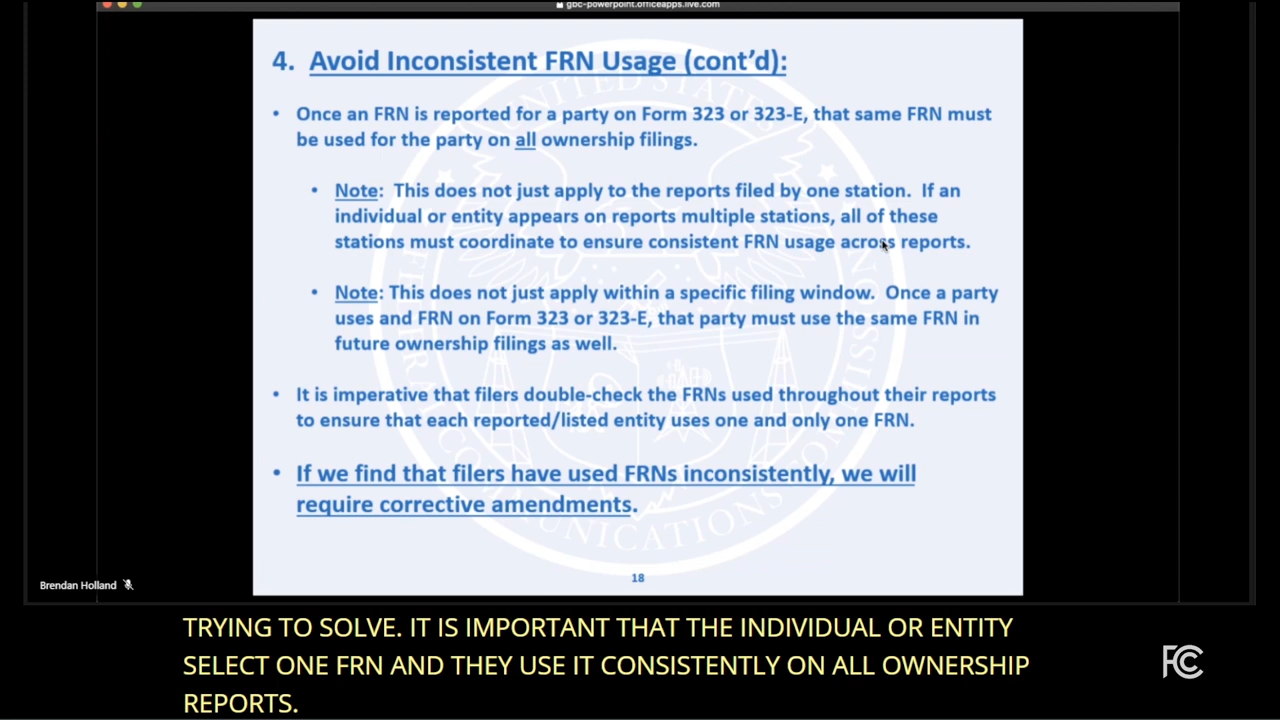 gbc-powerpoint.officeapps.live.com
4. Avoid Inconsistent FRN Usage (cont’d):
• Once an FRN is reported for a party on Form 323 or 323-E, that same FRN must
be used for the party on all ownership filings.
• Note: This does not just apply to the reports filed by one station. If an
individual or entity appears on reports multiple stations, all of these
stations must coordinate to ensure consistent FRN usage across reports.
• Note: This does not just apply within a specific filing window. Once a party
uses and FRN on Form 323 or 323-E, that party must use the same FRN in
future ownership filings as well.
• It is imperative that filers double-check the FRNs used throughout their reports
to ensure that each reported/listed entity uses one and only one FRN.
• If we find that filers have used FRNs inconsistently, we will
require corrective amendments.
18
Brendan Holland
TRYING TO SOLVE. IT IS IMPORTANT THAT THE INDIVIDUAL OR ENTITY
SELECT ONE FRN AND THEY USE IT CONSISTENTLY ON ALL OWNERSHIP
REPORTS.
FCC